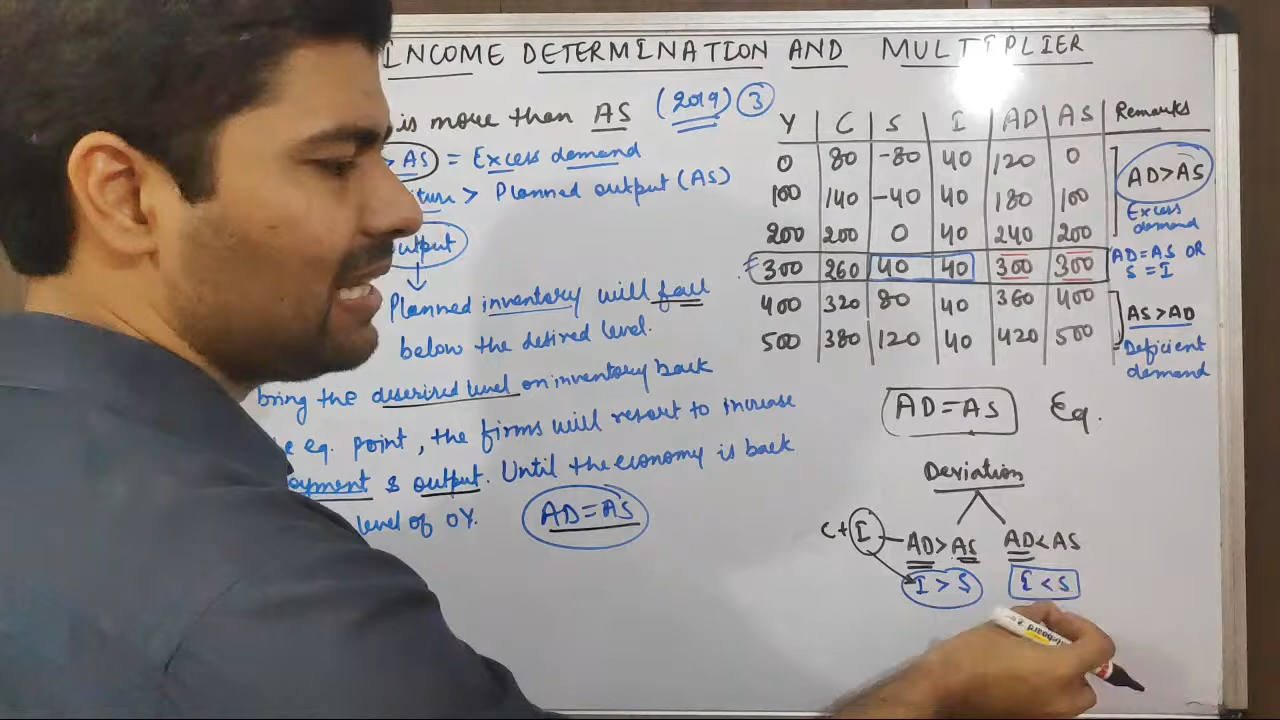 INCOME DETERMINATION AND MULTIPLIER
is more than AS (2019) 3
> AS = Excess demand
> Planned output (AS)
Planned inventory will fall
below the desired level.
bring the deserired level on inventory back
eq. point, the firms will resort to increase
& output. Until the economy is back
level of OY. AD=AS
Y C S I AD AS Remarks
0 80 -80 40 120 0
100 140 -40 40 180 100
200 200 0 40 240 200
300 260 40 40 300 300
400 320 80 40 360 400
500 380 120 40 420 500
AD>AS
Excess
demand
AD=AS OR
S=I
AS>AD
Deficient
demand
AD=AS Eq.
Deviation
C+I AD>AS AD<AS
I>S I<S